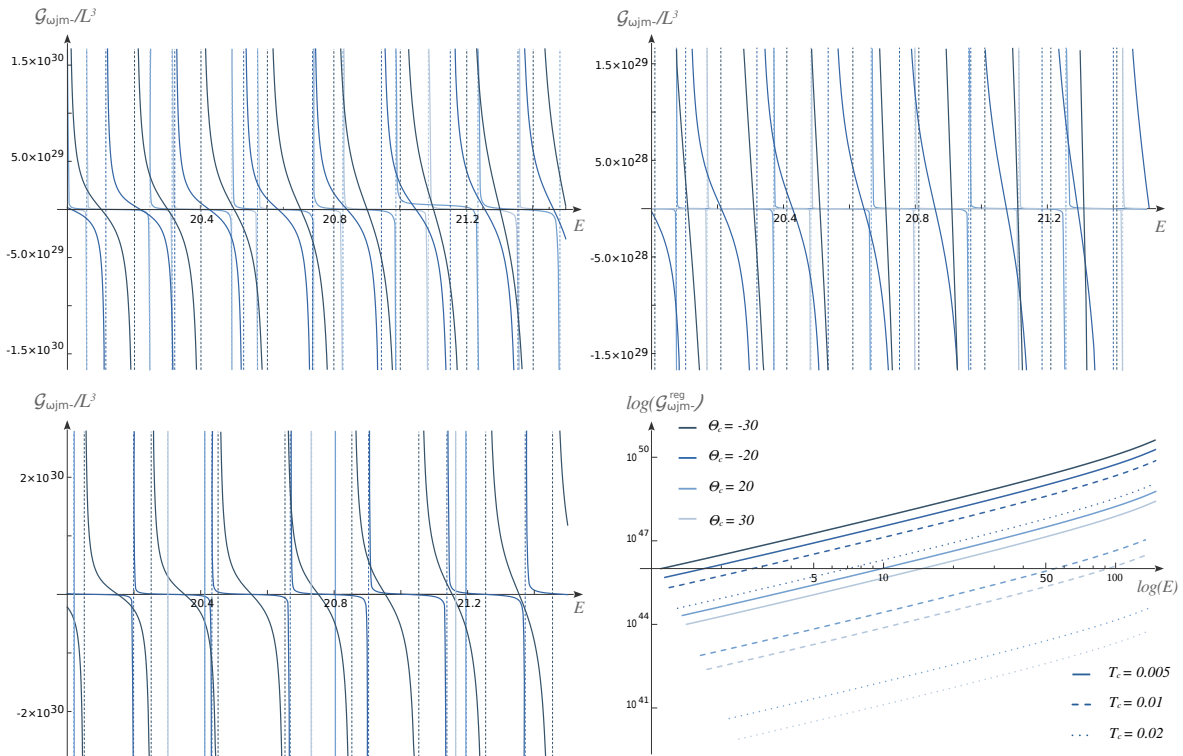 𝒢ωjm-/L³
1.5×10³⁰
5.0×10²⁹
-5.0×10²⁹
-1.5×10³⁰
20.4
20.8
21.2
E
𝒢ωjm-/L³
1.5×10²⁹
5.0×10²⁸
-5.0×10²⁸
-1.5×10²⁹
20.4
20.8
21.2
E
𝒢ωjm-/L³
2×10³⁰
-2×10³⁰
20.4
20.8
21.2
E
log(𝒢ωjm-^reg)
10⁵⁰
10⁴⁷
10⁴⁴
10⁴¹
Θc = -30
Θc = -20
Θc = 20
Θc = 30
5
10
50
100
log(E)
Tc = 0.005
Tc = 0.01
Tc = 0.02